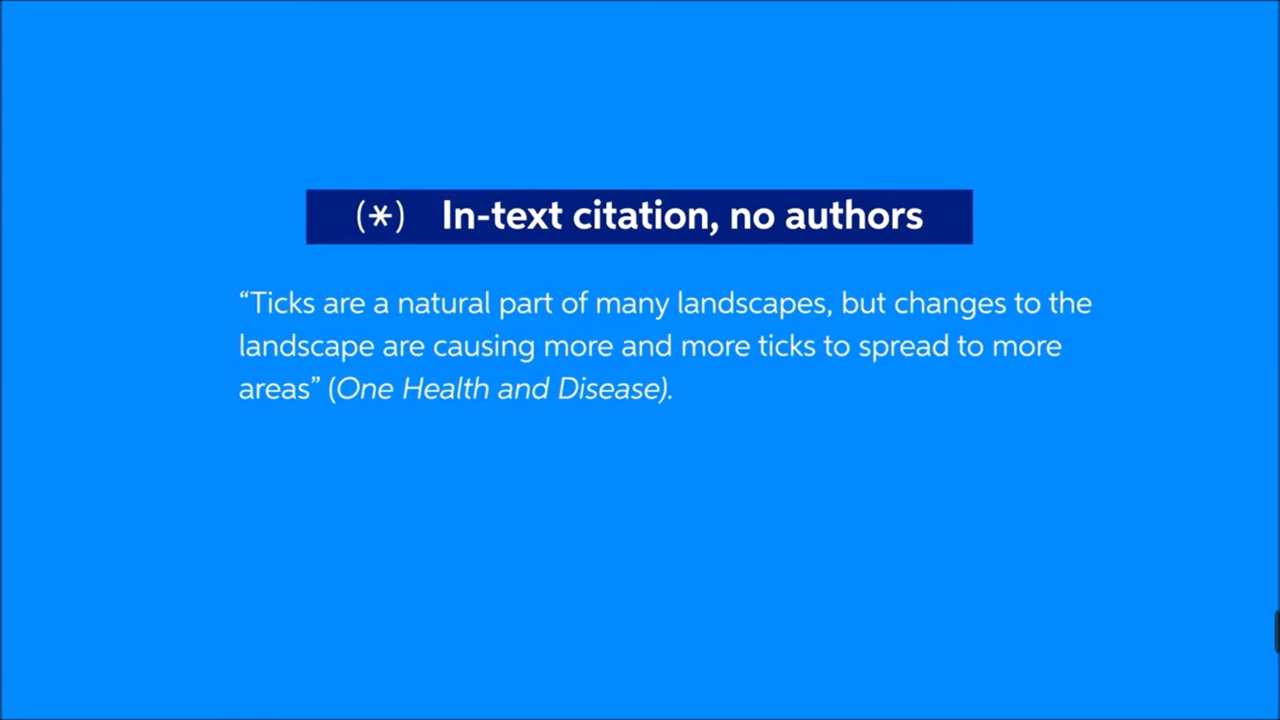 (*) In-text citation, no authors
“Ticks are a natural part of many landscapes, but changes to the
landscape are causing more and more ticks to spread to more
areas” (One Health and Disease).